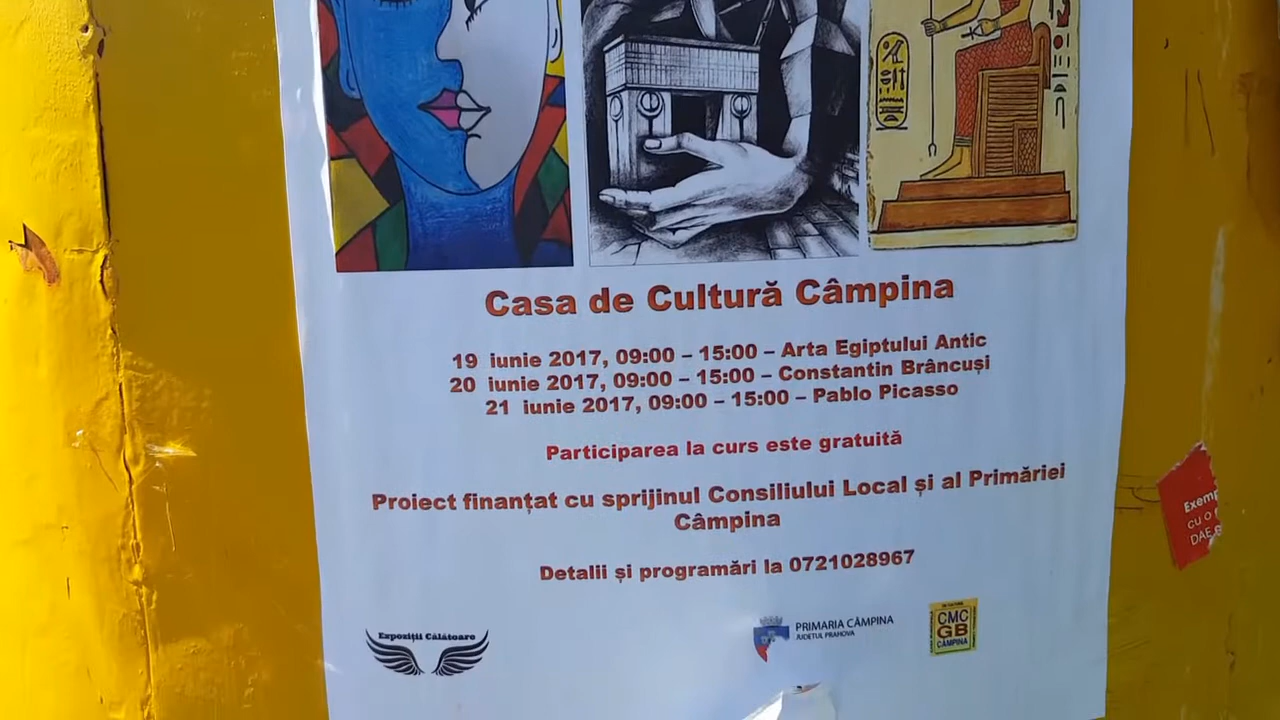 Casa de Cultură Câmpina
19 iunie 2017, 09:00 – 15:00 – Arta Egiptului Antic
20 iunie 2017, 09:00 – 15:00 – Constantin Brâncuși
21 iunie 2017, 09:00 – 15:00 – Pablo Picasso
Participarea la curs este gratuită
Proiect finanțat cu sprijinul Consiliului Local și al Primăriei
Câmpina
Detalii și programări la 0721028967
Expoziții Călătoare
PRIMARIA CÂMPINA
JUDETUL PRAHOVA
CMC
GB
CÂMPINA
cu o
DAE